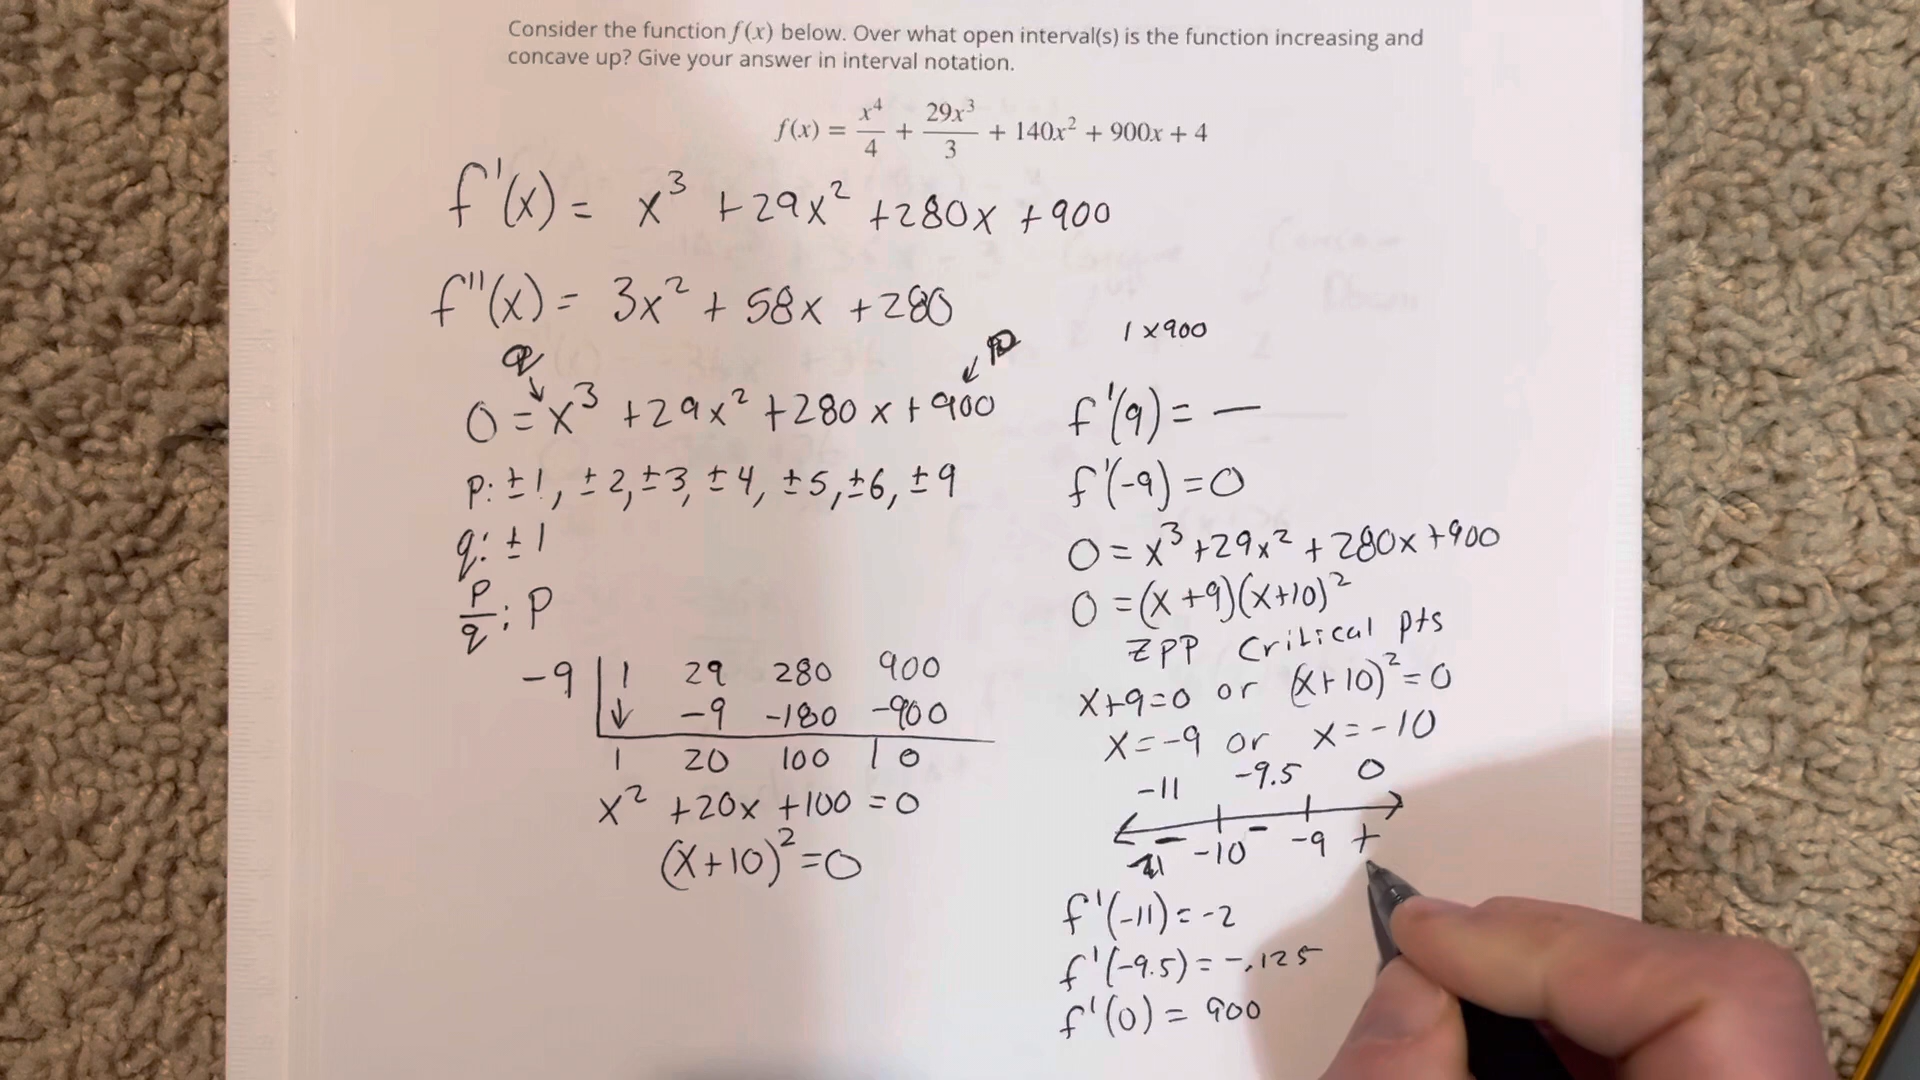 Consider the function f(x) below. Over what open interval(s) is the function increasing and
concave up? Give your answer in interval notation.
f(x) = x⁴/4 + 29x³/3 + 140x² + 900x + 4
f'(x) = x³ + 29x² + 280x + 900
f''(x) = 3x² + 58x + 280
q
p
0 = x³ + 29x² + 280x + 900
p: ±1, ±2, ±3, ±4, ±5, ±6, ±9
q: ±1
p/q : p
-9 | 1 29 280 900
↓ -9 -180 -900
1 20 100 | 0
x² + 20x + 100 = 0
(x+10)² = 0
1 x 900
f'(9) = —
f'(-9) = 0
0 = x³ + 29x² + 280x + 900
0 = (x+9)(x+10)²
ZPP Critical pts
x+9=0 or (x+10)² = 0
x = -9 or x = -10
-11 -9.5 0
- -10 - -9 +
f'(-11) = -2
f'(-9.5) = -.125
f'(0) = 900